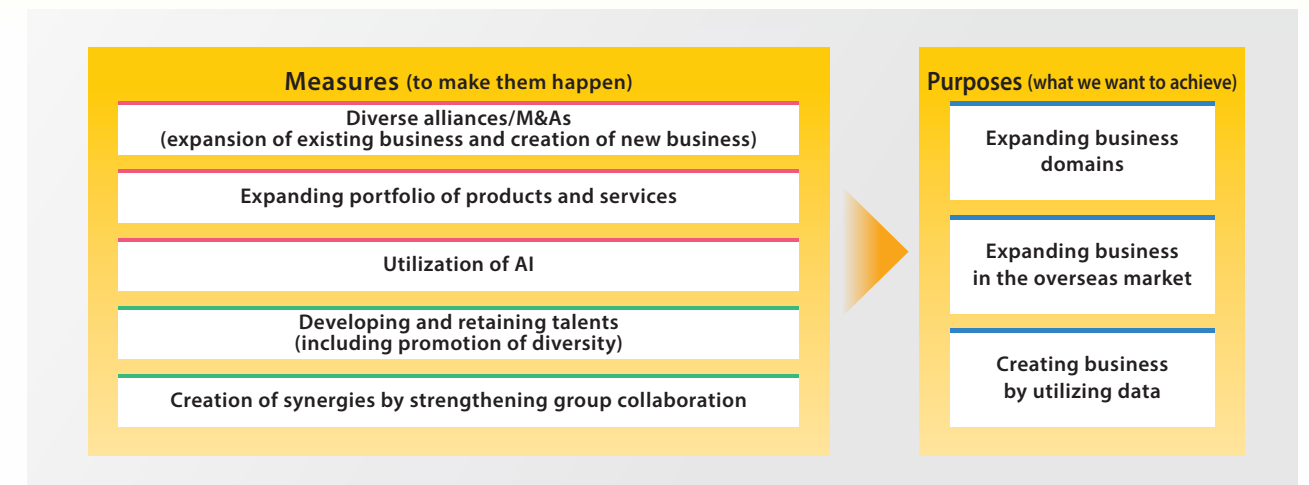 Measures (to make them happen)
Diverse alliances/M&As
(expansion of existing business and creation of new business)
Expanding portfolio of products and services
Utilization of AI
Developing and retaining talents
(including promotion of diversity)
Creation of synergies by strengthening group collaboration
Purposes (what we want to achieve)
Expanding business
domains
Expanding business
in the overseas market
Creating business
by utilizing data